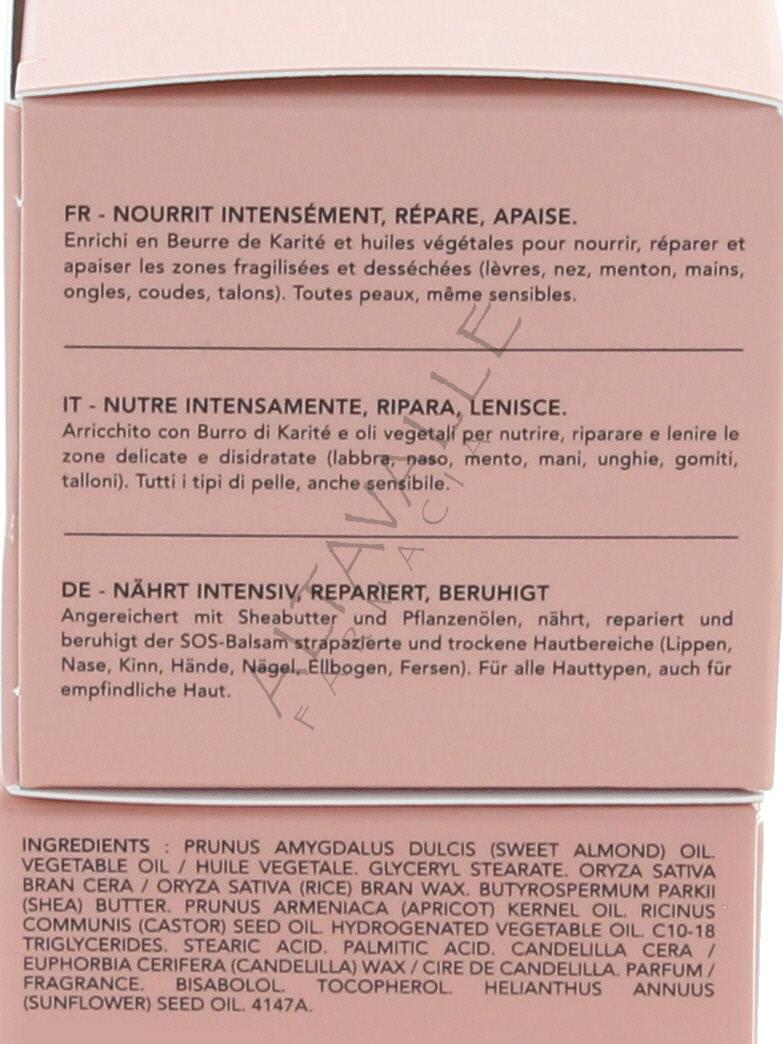 FR - NOURRIT INTENSÉMENT, RÉPARE, APAISE.
Enrichi en Beurre de Karité et huiles végétales pour nourrir, réparer et
apaiser les zones fragilisées et desséchées (lèvres, nez, menton, mains,
ongles, coudes, talons). Toutes peaux, même sensibles.
IT - NUTRE INTENSAMENTE, RIPARA, LENISCE.
Arricchito con Burro di Karité e oli vegetali per nutrire, riparare e lenire le
zone delicate e disidratate (labbra, naso, mento, mani, unghie, gomiti,
talloni). Tutti i tipi di pelle, anche sensibile.
DE - NÄHRT INTENSIV, REPARIERT, BERUHIGT
Angereichert mit Sheabutter und Pflanzenölen, nährt, repariert und
beruhigt der SOS-Balsam strapazierte und trockene Hautbereiche (Lippen,
Nase, Kinn, Hände, Nägel, Ellbogen, Fersen). Für alle Hauttypen, auch für
empfindliche Haut.
ALTAVALLE
FARMACIA
INGREDIENTS : PRUNUS AMYGDALUS DULCIS (SWEET ALMOND) OIL.
VEGETABLE OIL / HUILE VEGETALE. GLYCERYL STEARATE. ORYZA SATIVA
BRAN CERA / ORYZA SATIVA (RICE) BRAN WAX. BUTYROSPERMUM PARKII
(SHEA) BUTTER. PRUNUS ARMENIACA (APRICOT) KERNEL OIL. RICINUS
COMMUNIS (CASTOR) SEED OIL. HYDROGENATED VEGETABLE OIL. C10-18
TRIGLYCERIDES. STEARIC ACID. PALMITIC ACID. CANDELILLA CERA /
EUPHORBIA CERIFERA (CANDELILLA) WAX / CIRE DE CANDELILLA. PARFUM /
FRAGRANCE. BISABOLOL. TOCOPHEROL. HELIANTHUS ANNUUS
(SUNFLOWER) SEED OIL. 4147A.